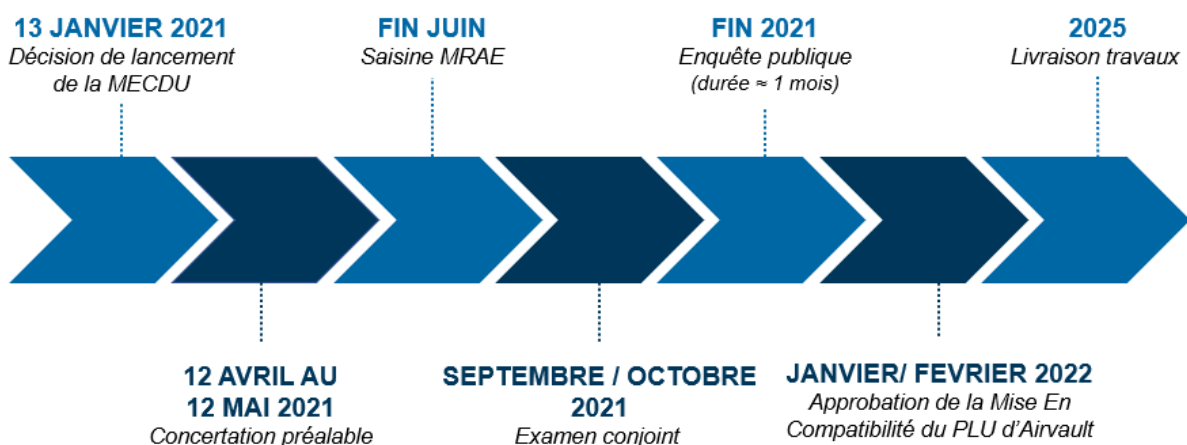 13 JANVIER 2021
Décision de lancement
de la MECDU
FIN JUIN
Saisine MRAE
FIN 2021
Enquête publique
(durée ≈ 1 mois)
2025
Livraison travaux
12 AVRIL AU
12 MAI 2021
Concertation préalable
SEPTEMBRE / OCTOBRE
2021
Examen conjoint
JANVIER/ FEVRIER 2022
Approbation de la Mise En
Compatibilité du PLU d'Airvault